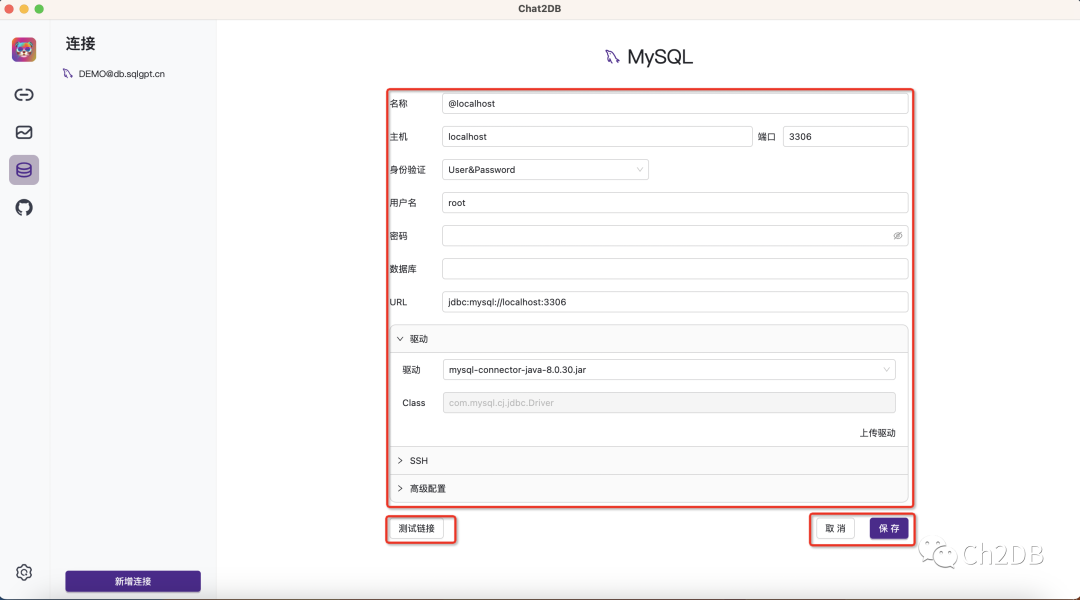 Chat2DB
连接
DEMO@db.sqlgpt.cn
新增连接
MySQL
名称 @localhost
主机 localhost 端口 3306
身份验证 User&Password
用户名 root
密码
数据库
URL jdbc:mysql://localhost:3306
驱动
驱动 mysql-connector-java-8.0.30.jar
Class com.mysql.cj.jdbc.Driver
上传驱动
SSH
高级配置
测试链接 取 消 保 存
Ch2DB